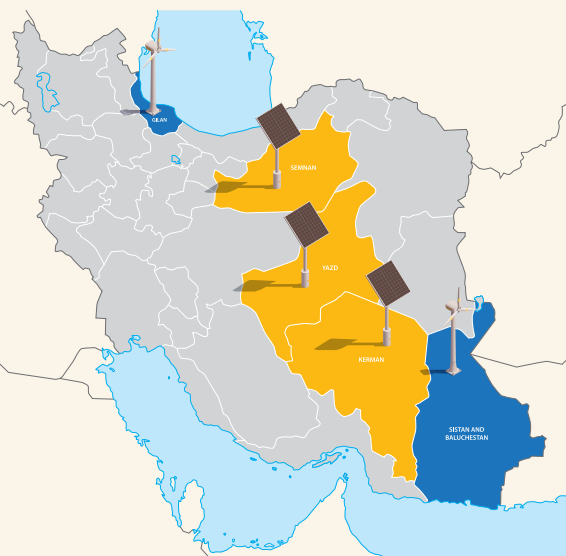 GILAN
SEMNAN
YAZD
KERMAN
SISTAN AND
BALUCHESTAN